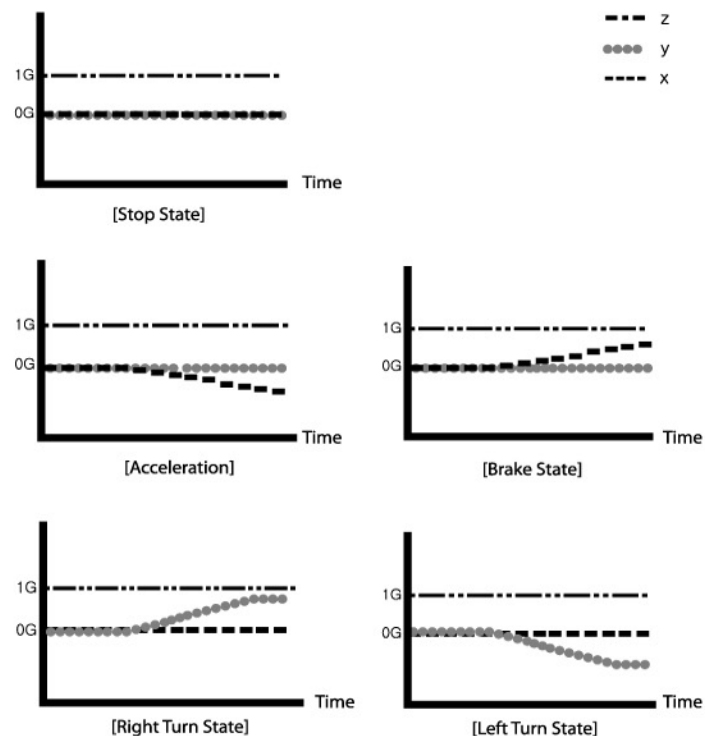 z
y
x
1G
0G
Time
[Stop State]
1G
0G
Time
[Acceleration]
1G
0G
Time
[Brake State]
1G
0G
Time
[Right Turn State]
1G
0G
Time
[Left Turn State]